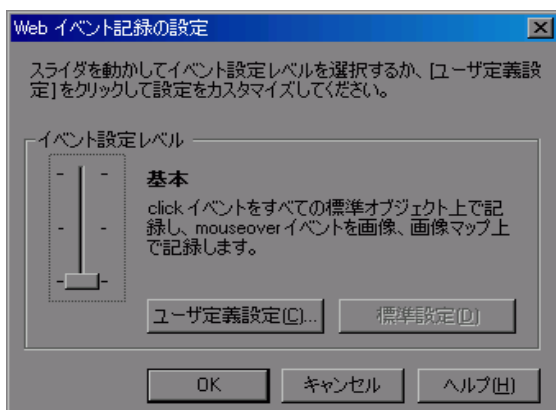 Web イベント記録の設定
スライダを動かしてイベント設定レベルを選択するか、[ユーザ定義設
定]をクリックして設定をカスタマイズしてください。
イベント設定レベル
基本
click イベントをすべての標準オブジェクト上で記
録し、mouseover イベントを画像、画像マップ上
で記録します。
ユーザ定義設定(C)... 標準設定(D)
OK キャンセル ヘルプ(H)